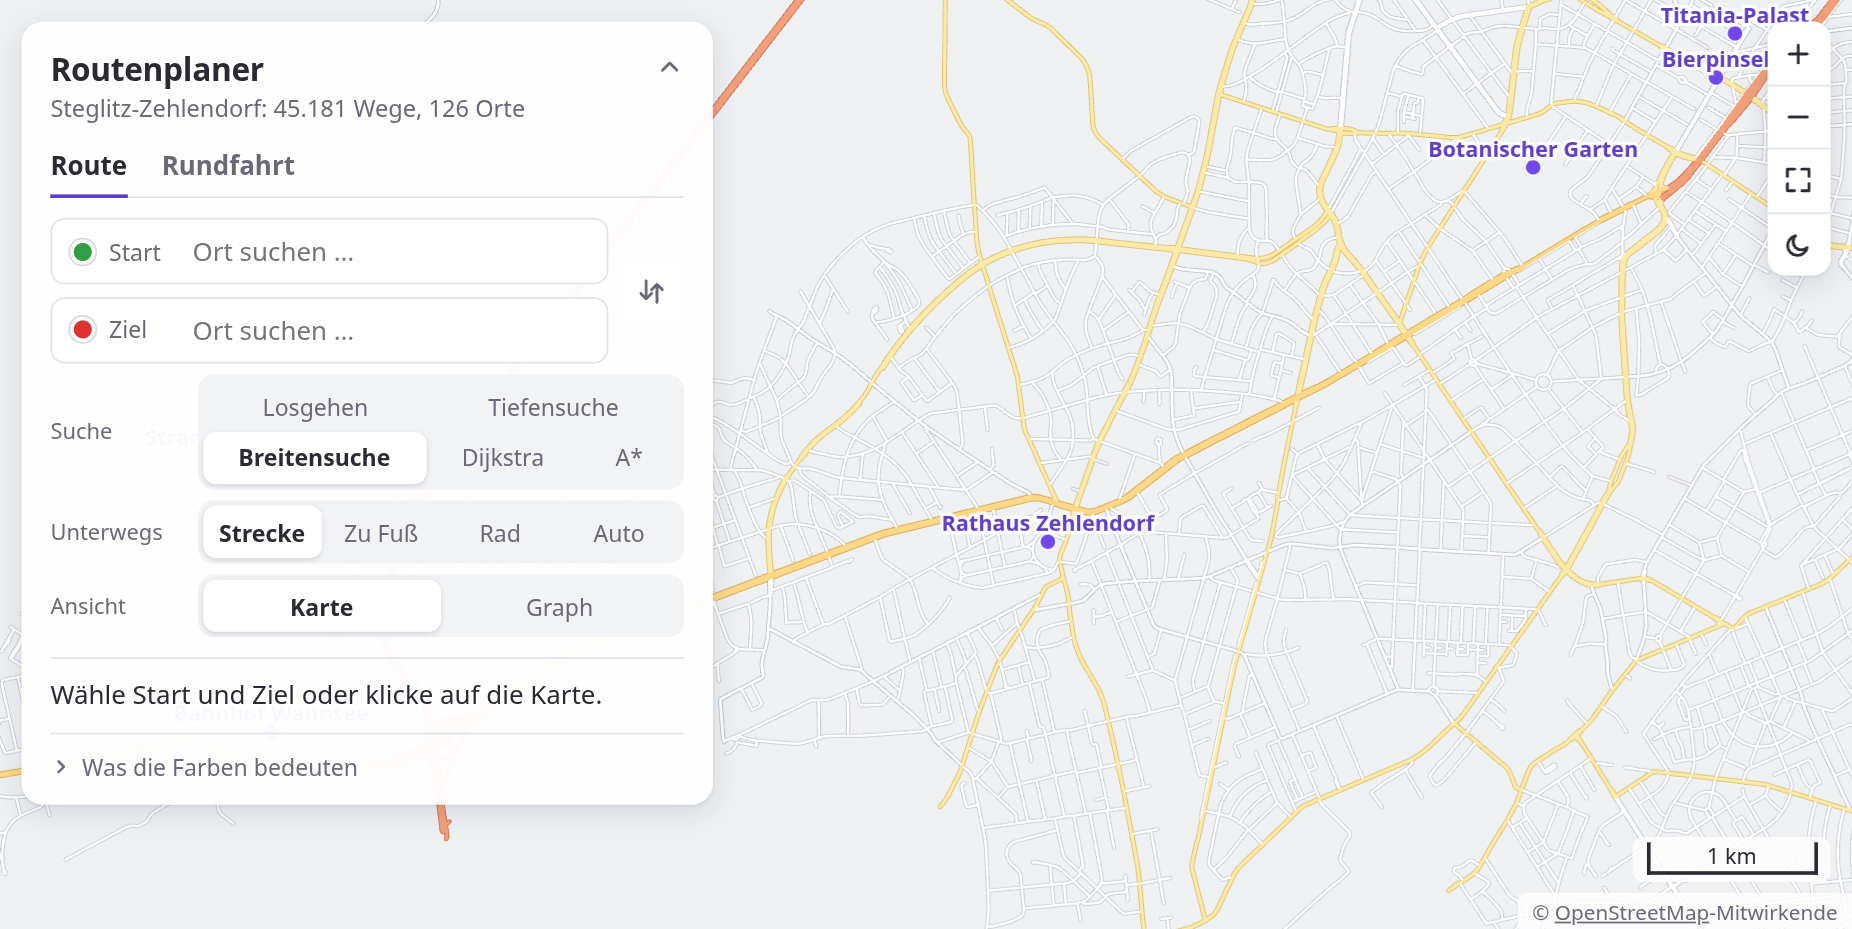 Routenplaner
Steglitz-Zehlendorf: 45.181 Wege, 126 Orte
Route Rundfahrt
Start Ort suchen ...
Ziel Ort suchen ...
Suche
Losgehen Tiefensuche
Breitensuche Dijkstra A*
Unterwegs Strecke Zu Fuß Rad Auto
Ansicht Karte Graph
Wähle Start und Ziel oder klicke auf die Karte.
Bahnhof Wannsee
Was die Farben bedeuten
Titania-Palast
Bierpinsel
Botanischer Garten
Rathaus Zehlendorf
1 km
© OpenStreetMap-Mitwirkende